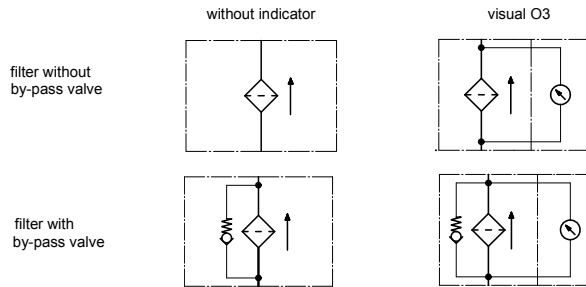 without indicator
visual O3
filter without
by-pass valve
filter with
by-pass valve